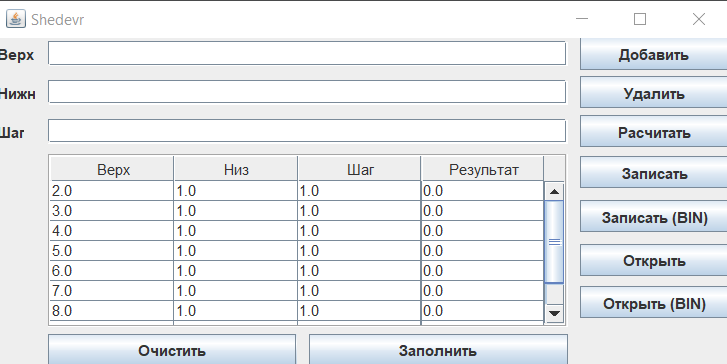 Shedevr
Верх
Добавить
Нижн
Удалить
Шаг
Расчитать
Верх Низ Шаг Результат
Записать
2.0 1.0 1.0 0.0
3.0 1.0 1.0 0.0
Записать (BIN)
4.0 1.0 1.0 0.0
5.0 1.0 1.0 0.0
Открыть
6.0 1.0 1.0 0.0
7.0 1.0 1.0 0.0
Открыть (BIN)
8.0 1.0 1.0 0.0
Очистить Заполнить